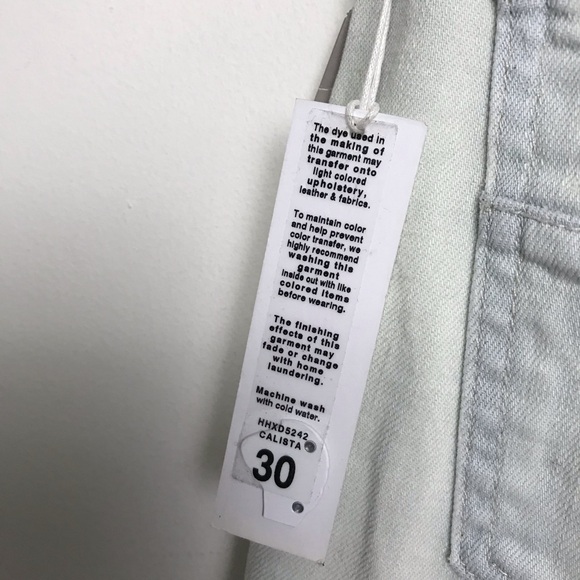 The dye used in
the making of
this garment may
transfer onto
light colored
upholstery,
leather & fabrics.
To maintain color
and help prevent
color transfer, we
highly recommend
washing this
garment
inside out with like
colored items
before wearing.
The finishing
effects of this
garment may
fade or change
with home
laundering.
Machine wash
with cold water.
HHXD5242
CALISTA
30